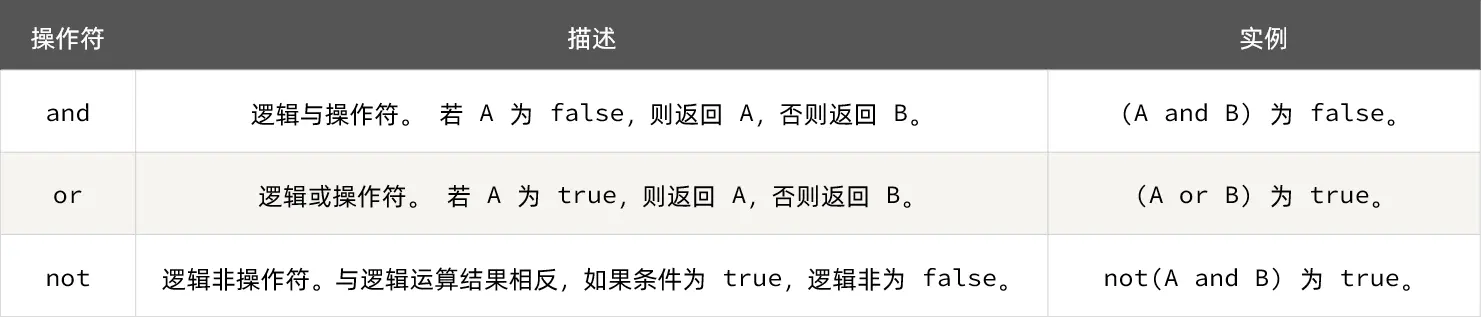 操作符 描述 实例
and 逻辑与操作符。 若 A 为 false，则返回 A，否则返回 B。 (A and B) 为 false。
or 逻辑或操作符。 若 A 为 true，则返回 A，否则返回 B。 (A or B) 为 true。
not 逻辑非操作符。与逻辑运算结果相反，如果条件为 true，逻辑非为 false。 not(A and B) 为 true。